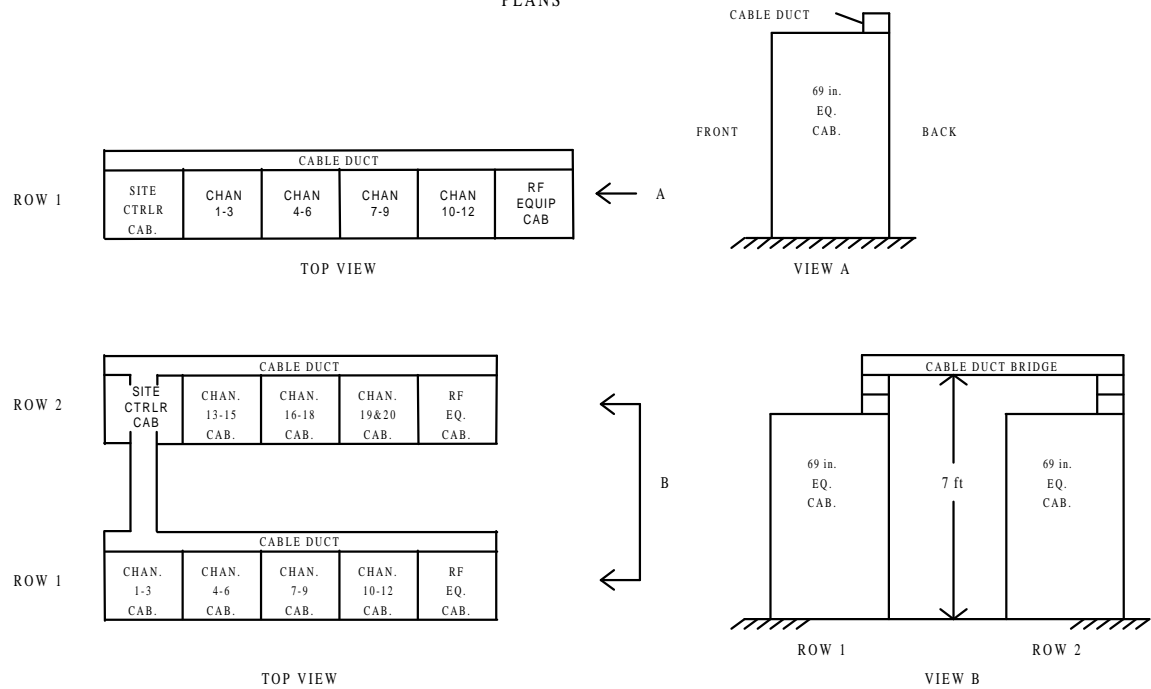 PLANS
CABLE DUCT
69 in.
EQ.
CAB.
FRONT
BACK
CABLE DUCT
ROW 1
SITE
CTRLR
CAB.
CHAN
1-3
CHAN
4-6
CHAN
7-9
CHAN
10-12
RF
EQUIP
CAB
A
TOP VIEW
VIEW A
CABLE DUCT
ROW 2
SITE
CTRLR
CAB
CHAN.
13-15
CAB.
CHAN.
16-18
CAB.
CHAN.
19&20
CAB.
RF
EQ.
CAB.
B
CABLE DUCT
ROW 1
CHAN.
1-3
CAB.
CHAN.
4-6
CAB.
CHAN.
7-9
CAB.
CHAN.
10-12
CAB.
RF
EQ.
CAB.
TOP VIEW
CABLE DUCT BRIDGE
69 in.
EQ.
CAB.
7 ft
69 in.
EQ.
CAB.
ROW 1
ROW 2
VIEW B